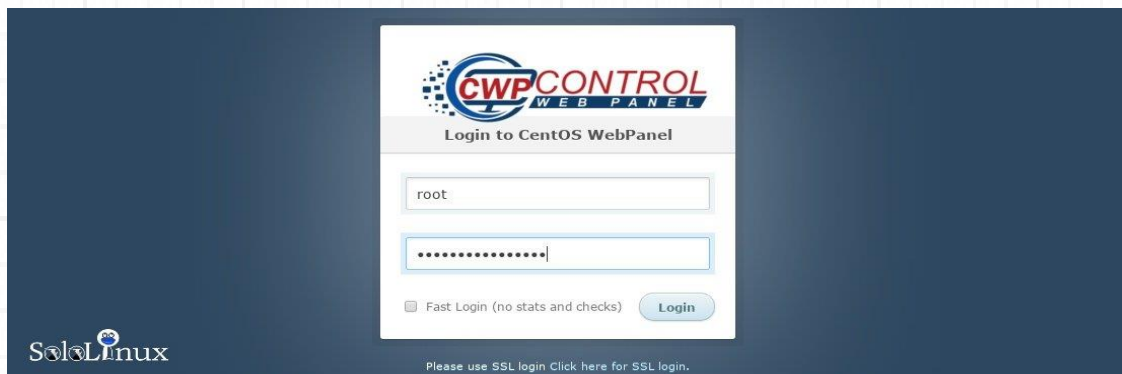 CWP CONTROL
WEB PANEL
Login to CentOS WebPanel
root
Fast Login (no stats and checks)
Login
SoloLinux
Please use SSL login Click here for SSL login.